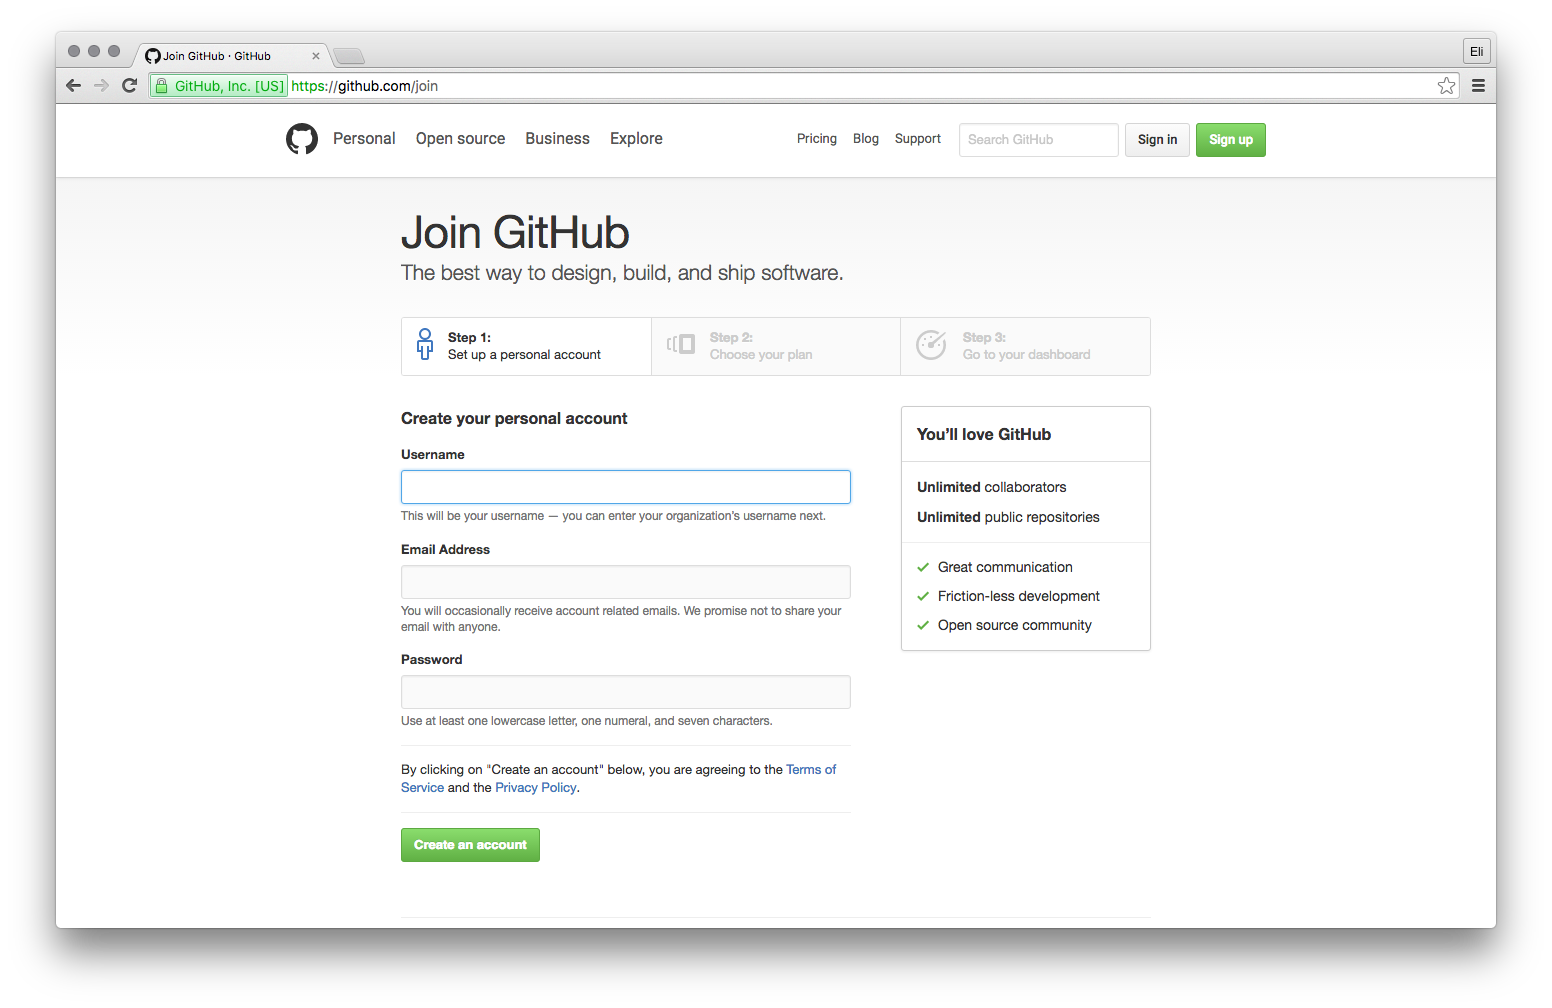 Join GitHub · GitHub
Eli
GitHub, Inc. [US] https://github.com/join
Personal Open source Business Explore Pricing Blog Support Search GitHub Sign in Sign up
Join GitHub
The best way to design, build, and ship software.
Step 1:
Set up a personal account
Step 2:
Choose your plan
Step 3:
Go to your dashboard
Create your personal account
Username
This will be your username — you can enter your organization’s username next.
Email Address
You will occasionally receive account related emails. We promise not to share your
email with anyone.
Password
Use at least one lowercase letter, one numeral, and seven characters.
By clicking on "Create an account" below, you are agreeing to the Terms of
Service and the Privacy Policy.
Create an account
You’ll love GitHub
Unlimited collaborators
Unlimited public repositories
Great communication
Friction-less development
Open source community